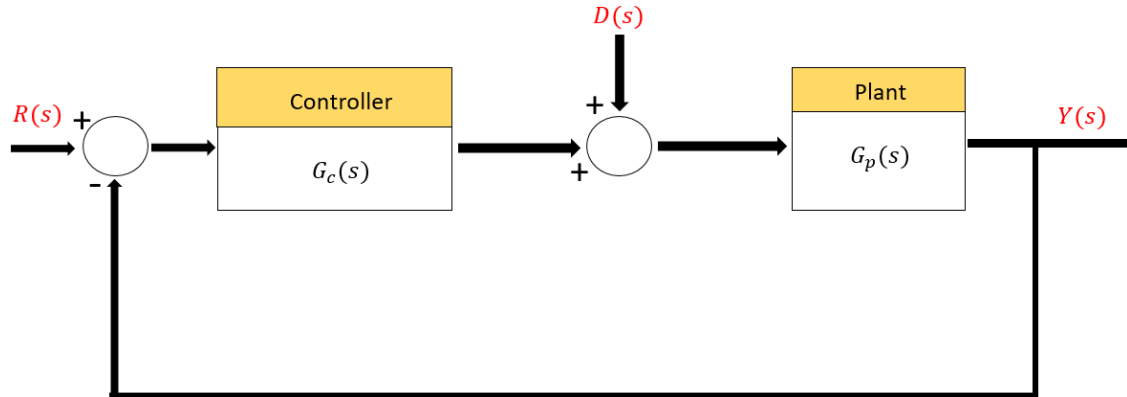 D(s)
R(s)
+
-
Controller
G_c(s)
+
+
Plant
G_p(s)
Y(s)